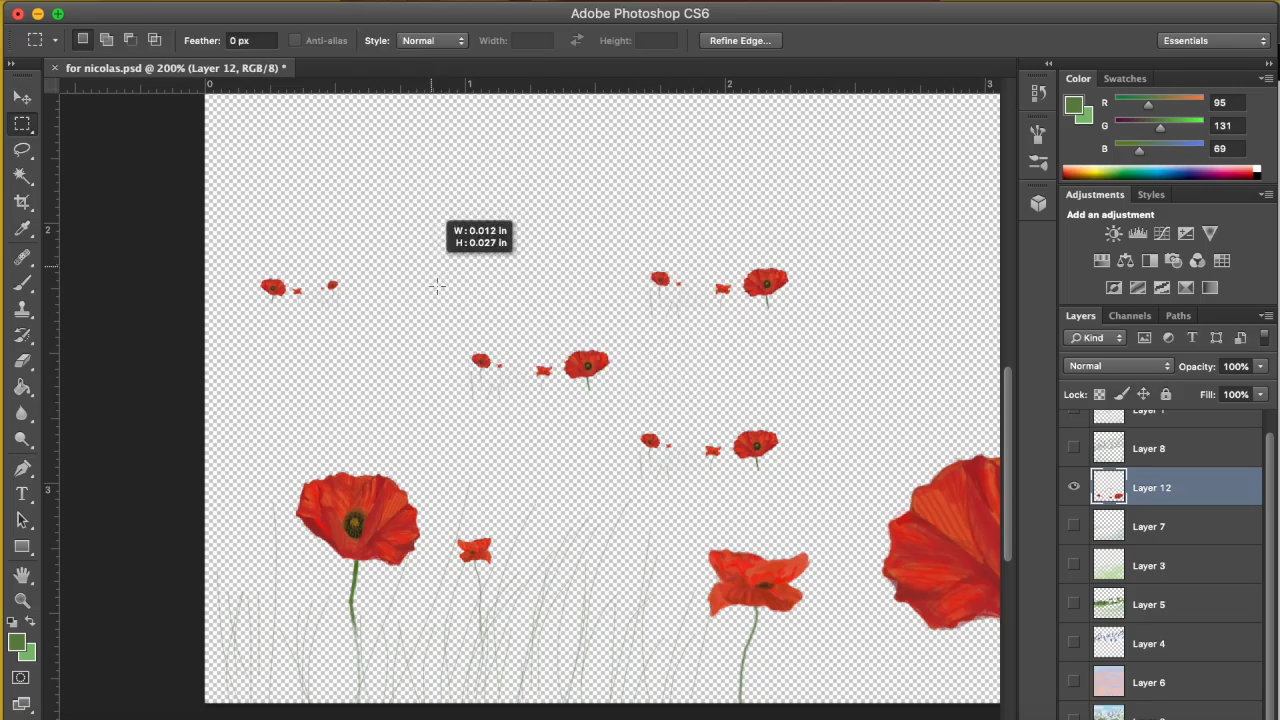 Adobe Photoshop CS6
Feather: 0 px Anti-alias Style: Normal Width: Height: Refine Edge... Essentials
× for nicolas.psd @ 200% (Layer 12, RGB/8) *
0 1 2 3
2
3
W: 0.012 in
H: 0.027 in
Color Swatches
R 95
G 131
B 69
Adjustments Styles
Add an adjustment
Layers Channels Paths
Kind
Normal Opacity: 100%
Lock: Fill: 100%
Layer 1
Layer 8
Layer 12
Layer 7
Layer 3
Layer 5
Layer 4
Layer 6